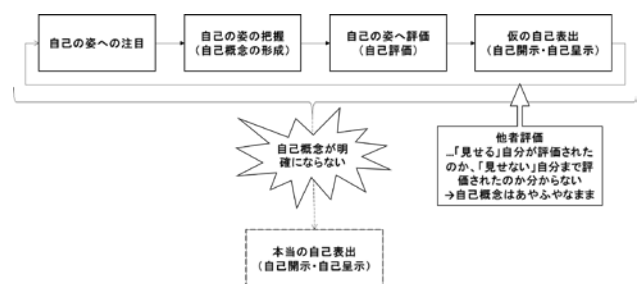 自己の姿への注目
自己の姿の把握
(自己概念の形成)
自己の姿へ評価
(自己評価)
仮の自己表出
(自己開示・自己呈示)
自己概念が明
確にならない
他者評価
…「見せる」自分が評価された
のか、「見せない」自分まで評
価されたのか分からない
→自己概念はあやふやなまま
本当の自己表出
(自己開示・自己呈示)